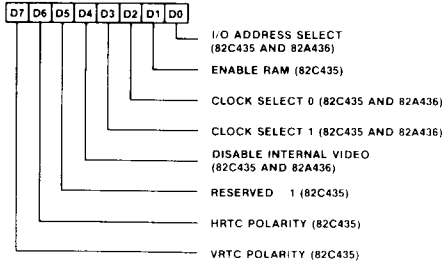 D7 D6 D5 D4 D3 D2 D1 D0
I/O ADDRESS SELECT
(82C435 AND 82A436)
ENABLE RAM (82C435)
CLOCK SELECT 0 (82C435 AND 82A436)
CLOCK SELECT 1 (82C435 AND 82A436)
DISABLE INTERNAL VIDEO
(82C435 AND 82A436)
RESERVED 1 (82C435)
HRTC POLARITY (82C435)
VRTC POLARITY (82C435)